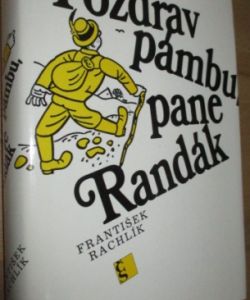 Pozdrav
pámbu,
pane
Randák
FRANTIŠEK
RACHLÍK